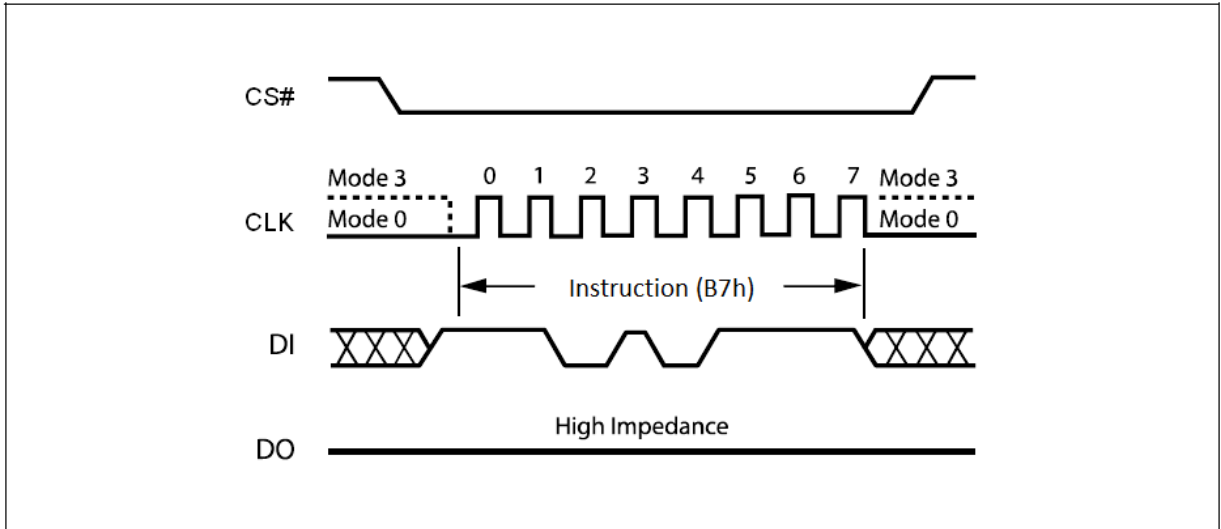 CS#
Mode 3 0 1 2 3 4 5 6 7 Mode 3
CLK Mode 0 Mode 0
Instruction (B7h)
DI
High Impedance
DO